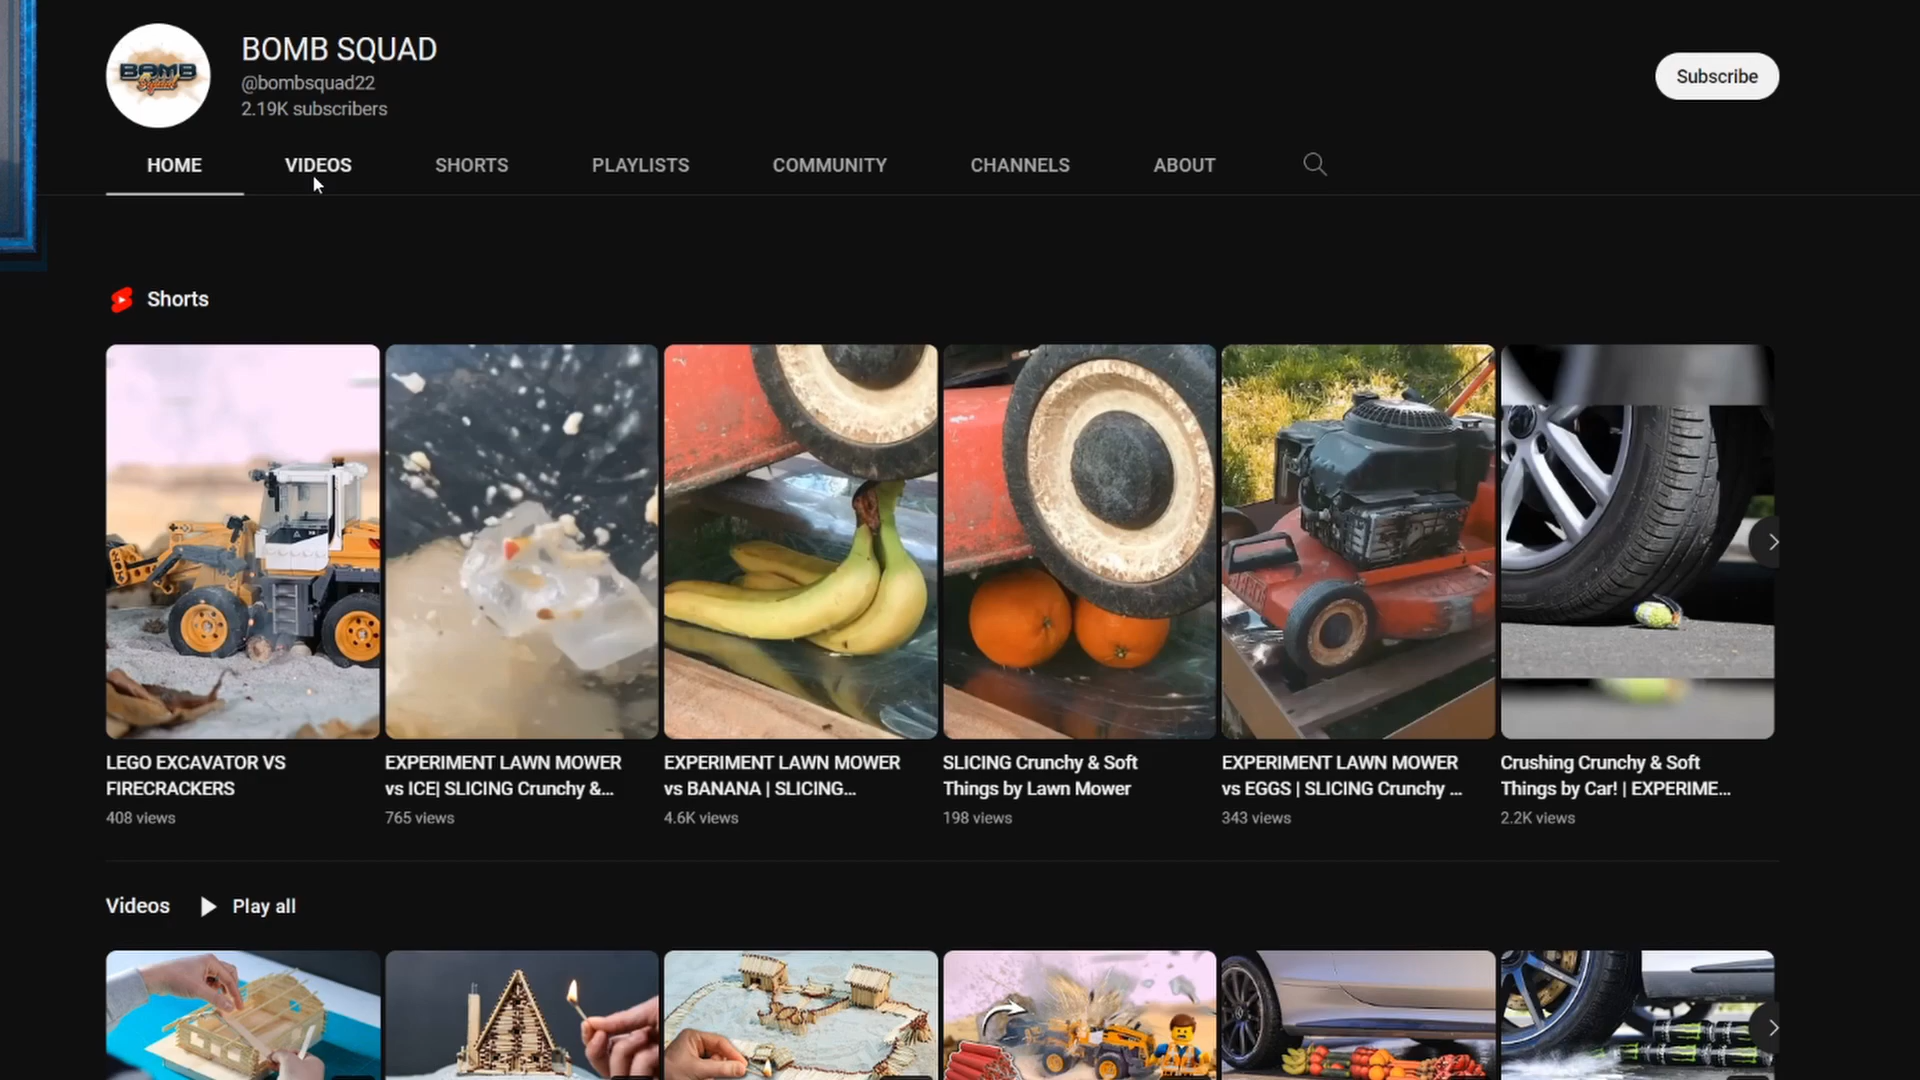 BOMB SQUAD
@bombsquad22
2.19K subscribers
Subscribe
BOMB
Squad
HOME VIDEOS SHORTS PLAYLISTS COMMUNITY CHANNELS ABOUT
Shorts
LEGO EXCAVATOR VS
FIRECRACKERS
408 views
EXPERIMENT LAWN MOWER
vs ICE| SLICING Crunchy &...
765 views
EXPERIMENT LAWN MOWER
vs BANANA | SLICING...
4.6K views
SLICING Crunchy & Soft
Things by Lawn Mower
198 views
EXPERIMENT LAWN MOWER
vs EGGS | SLICING Crunchy ...
343 views
Crushing Crunchy & Soft
Things by Car! | EXPERIME...
2.2K views
Videos Play all